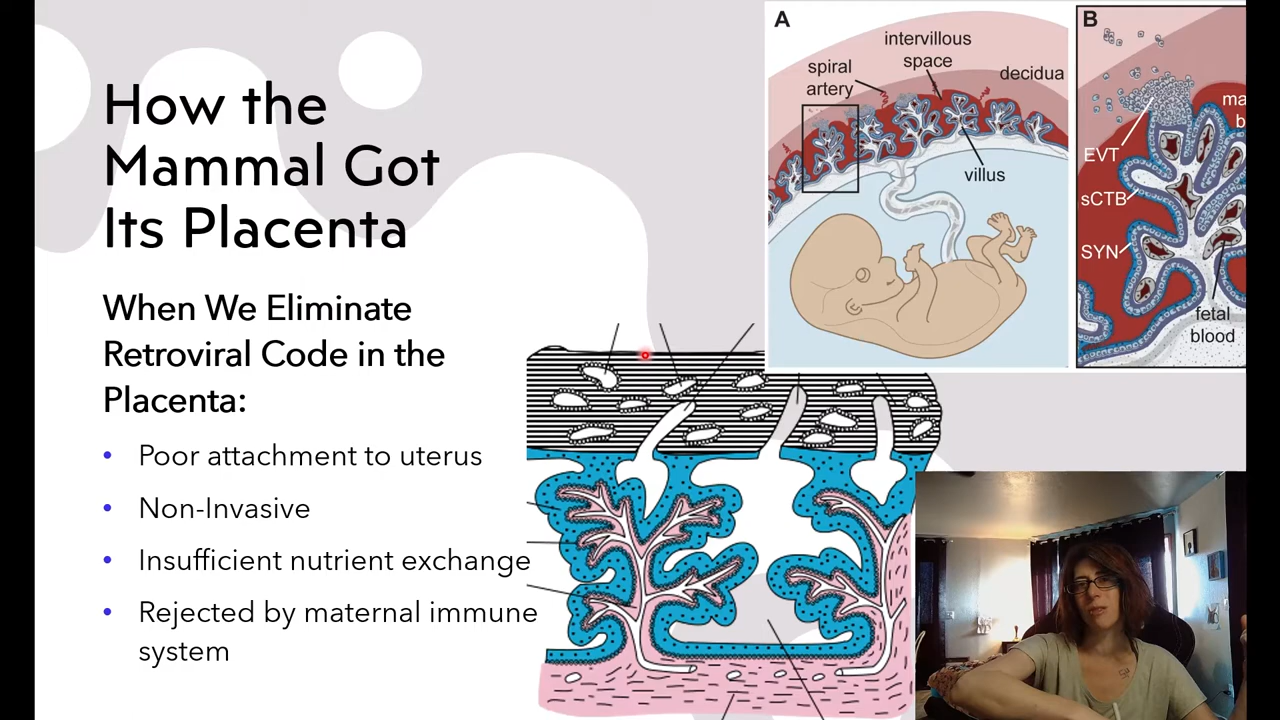 How the
Mammal Got
Its Placenta
When We Eliminate
Retroviral Code in the
Placenta:
• Poor attachment to uterus
• Non-Invasive
• Insufficient nutrient exchange
• Rejected by maternal immune
system
A
intervillous
space
spiral
artery
decidua
villus
B
ma
b
EVT
sCTB
SYN
fetal
blood